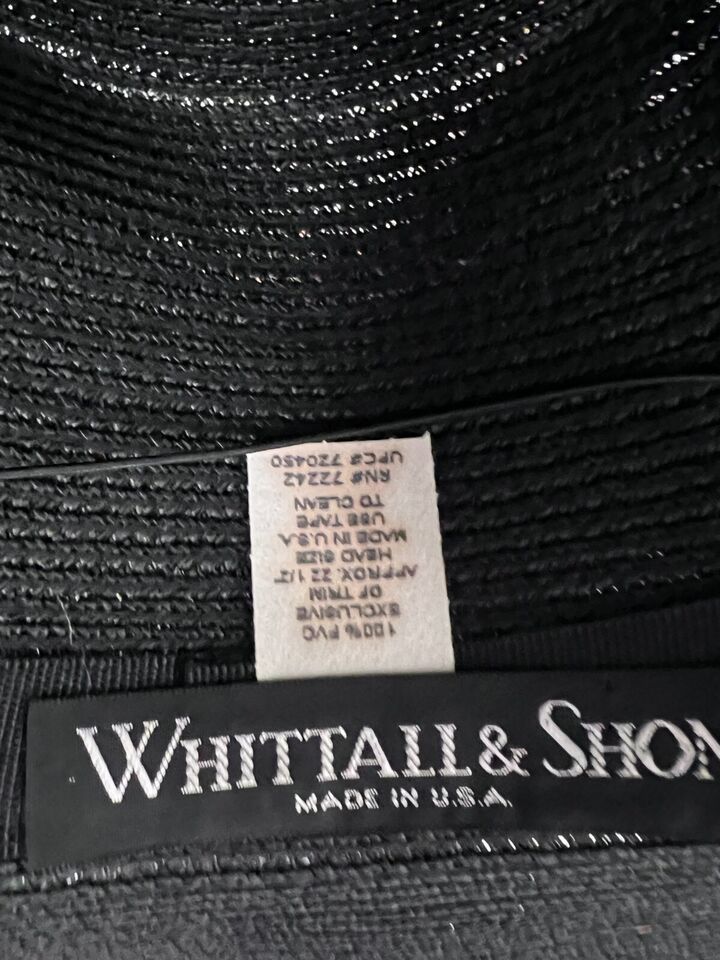 100% PVC
EXCLUSIVE
OF TRIM
APPROX. 22 1/2"
HEAD SIZE
MADE IN U.S.A
USE TAPE
TO CLEAN
RN# 72242
UPC# 720450
WHITTALL & SHON
MADE IN U.S.A.